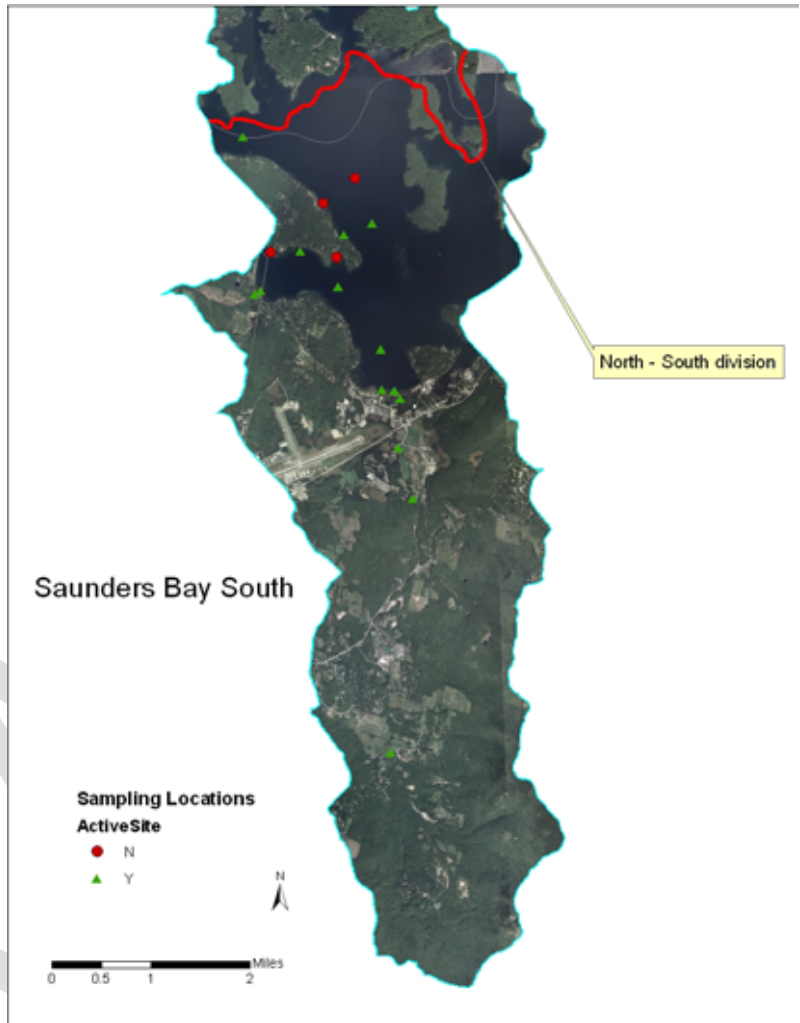 North - South division
Saunders Bay South
Sampling Locations
ActiveSite
N
Y
N
Miles
0 0.5 1 2